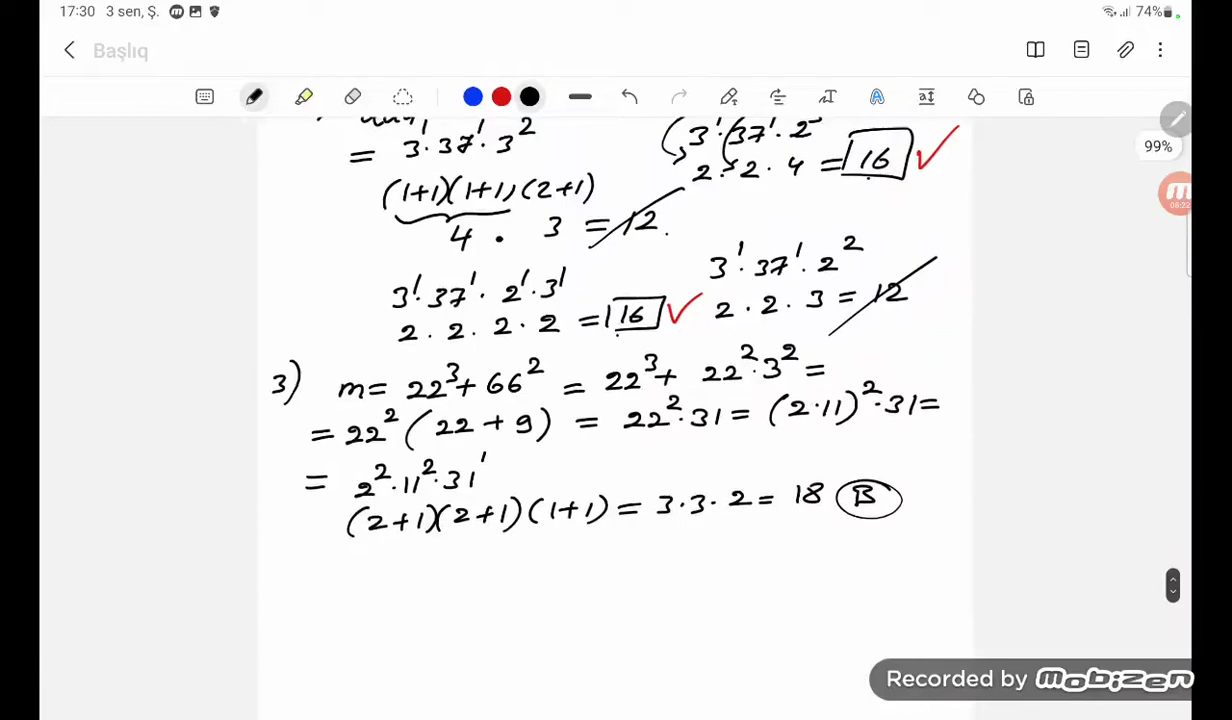 17:30 3 sen, Ş. 74%
Başlıq
99%
= 3·37¹·3²
3¹·37¹·2³
(1+1)(1+1)(2+1)
2·2·4 = 16 ✓
06:22
4 · 3 = 12.
3¹·37¹·2¹·3¹
3¹·37¹·2²
2·2·2·2 = 16 ✓
2·2·3 = 12
3) m= 22³+66² = 22³+ 22²·3² =
= 22² (22+9) = 22²·31 = (2·11)²·31=
= 2²·11²·31¹
(2+1)(2+1)(1+1) = 3·3·2= 18 B
Recorded by mobizen